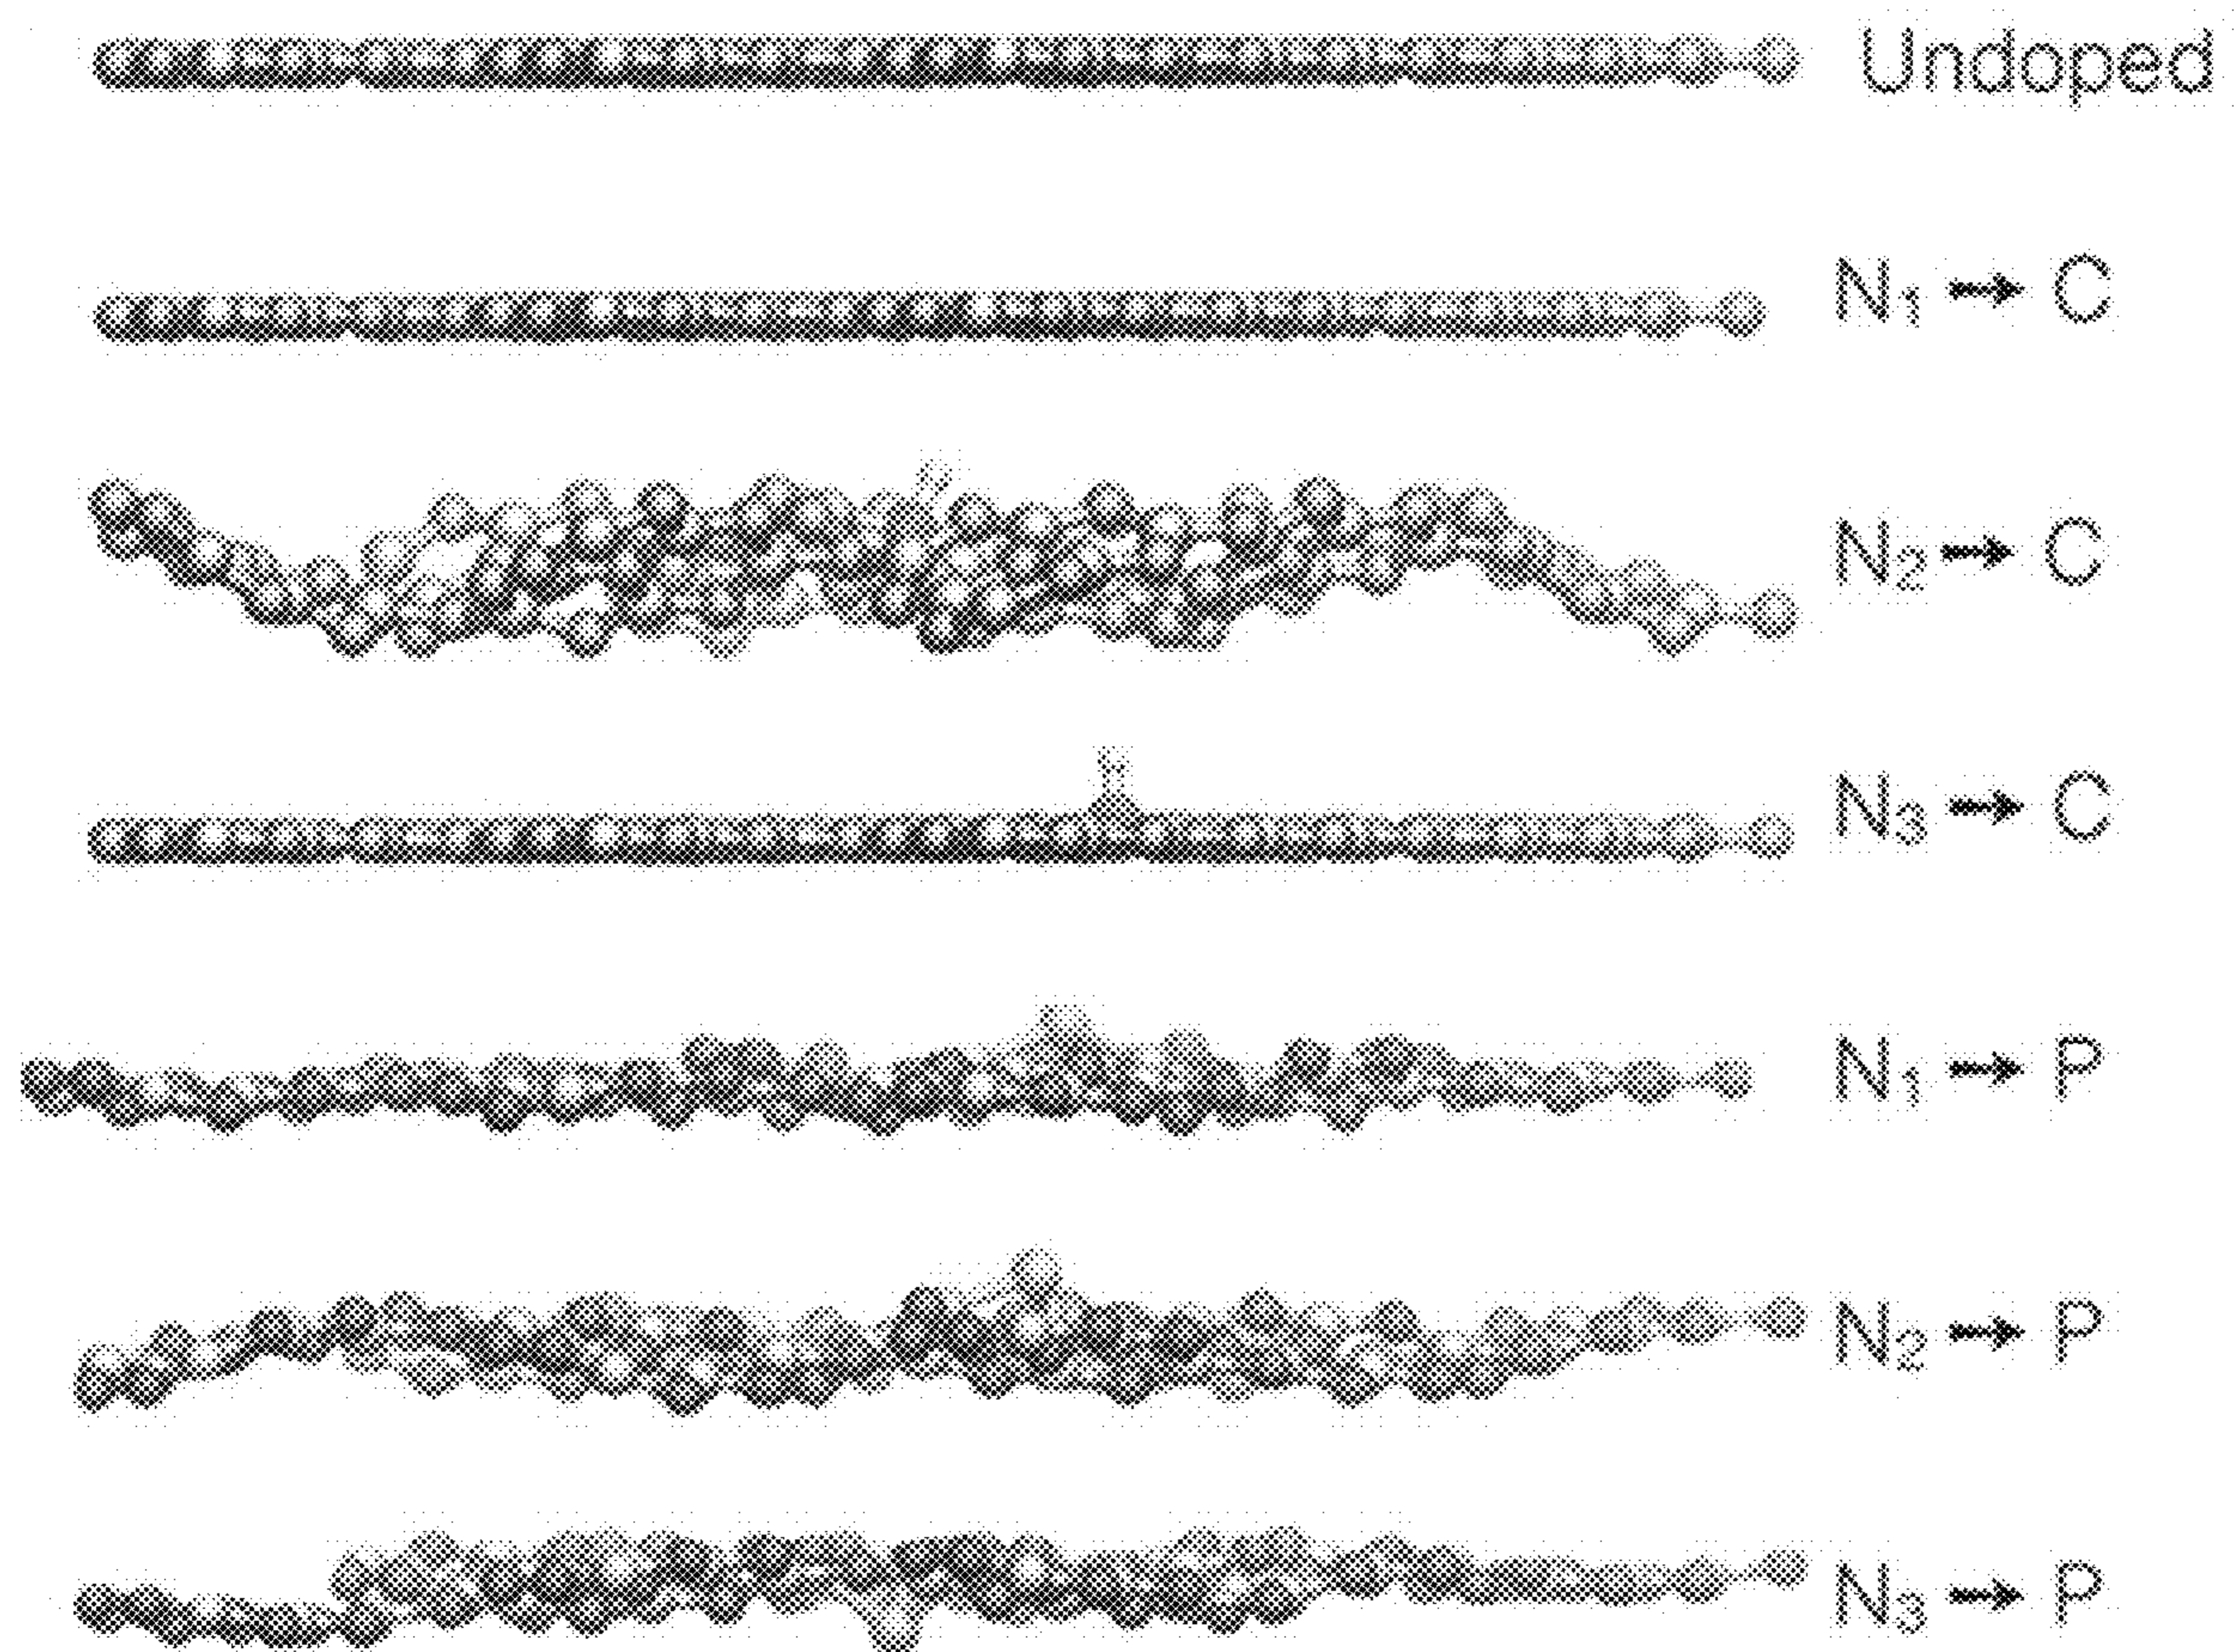 Undoped
N₁ → C
N₂ → C
N₃ → C
N₁ → P
N₂ → P
N₃ → P